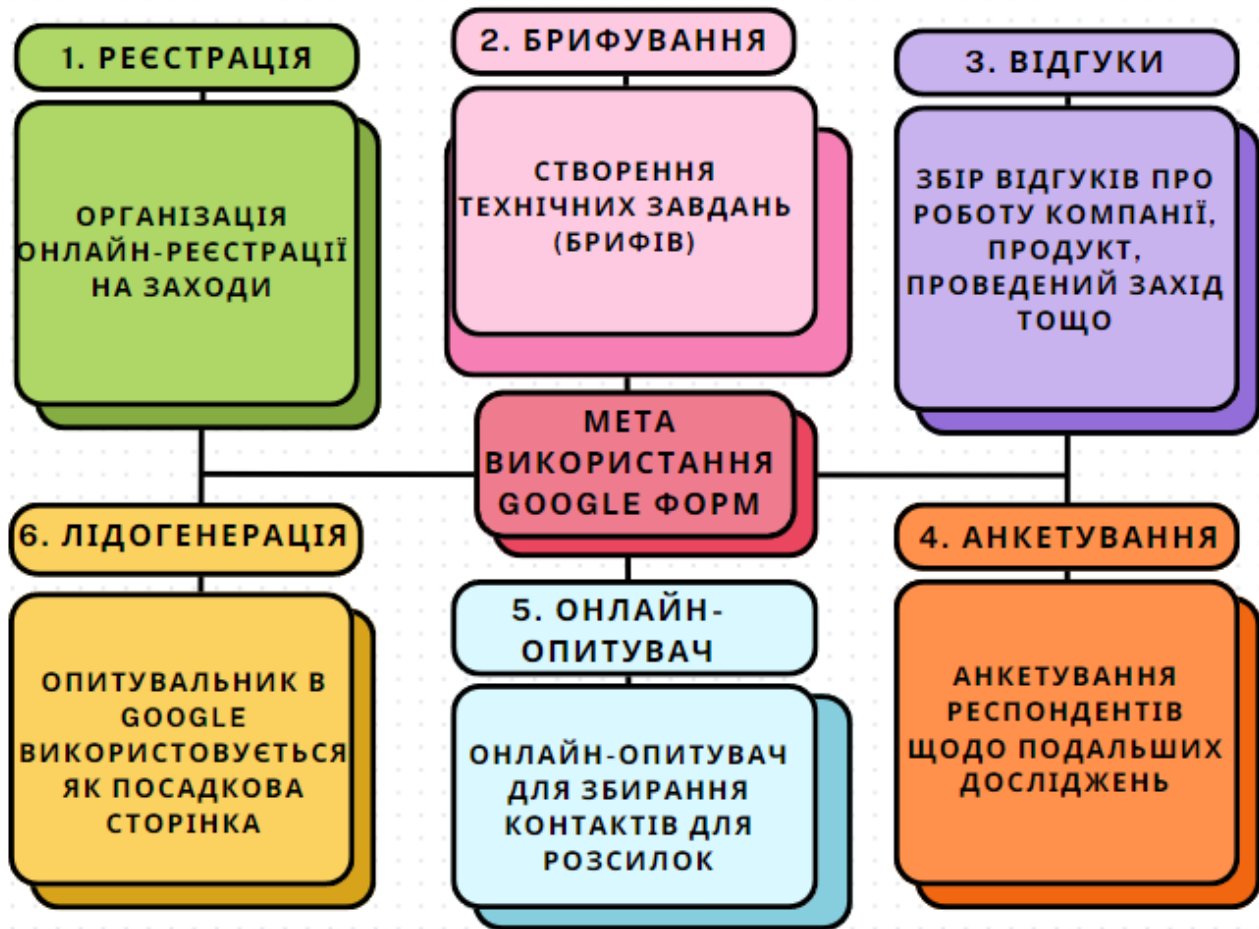 1. РЕЄСТРАЦІЯ
ОРГАНІЗАЦІЯ
ОНЛАЙН-РЕЄСТРАЦІЇ
НА ЗАХОДИ
2. БРИФУВАННЯ
СТВОРЕННЯ
ТЕХНІЧНИХ ЗАВДАНЬ
(БРИФІВ)
3. ВІДГУКИ
ЗБІР ВІДГУКІВ ПРО
РОБОТУ КОМПАНІЇ,
ПРОДУКТ,
ПРОВЕДЕНИЙ ЗАХІД
ТОЩО
МЕТА
ВИКОРИСТАННЯ
GOOGLE ФОРМ
6. ЛІДОГЕНЕРАЦІЯ
ОПИТУВАЛЬНИК В
GOOGLE
ВИКОРИСТОВУЄТЬСЯ
ЯК ПОСАДКОВА
СТОРІНКА
5. ОНЛАЙН-
ОПИТУВАЧ
ОНЛАЙН-ОПИТУВАЧ
ДЛЯ ЗБИРАННЯ
КОНТАКТІВ ДЛЯ
РОЗСИЛОК
4. АНКЕТУВАННЯ
АНКЕТУВАННЯ
РЕСПОНДЕНТІВ
ЩОДО ПОДАЛЬШИХ
ДОСЛІДЖЕНЬ